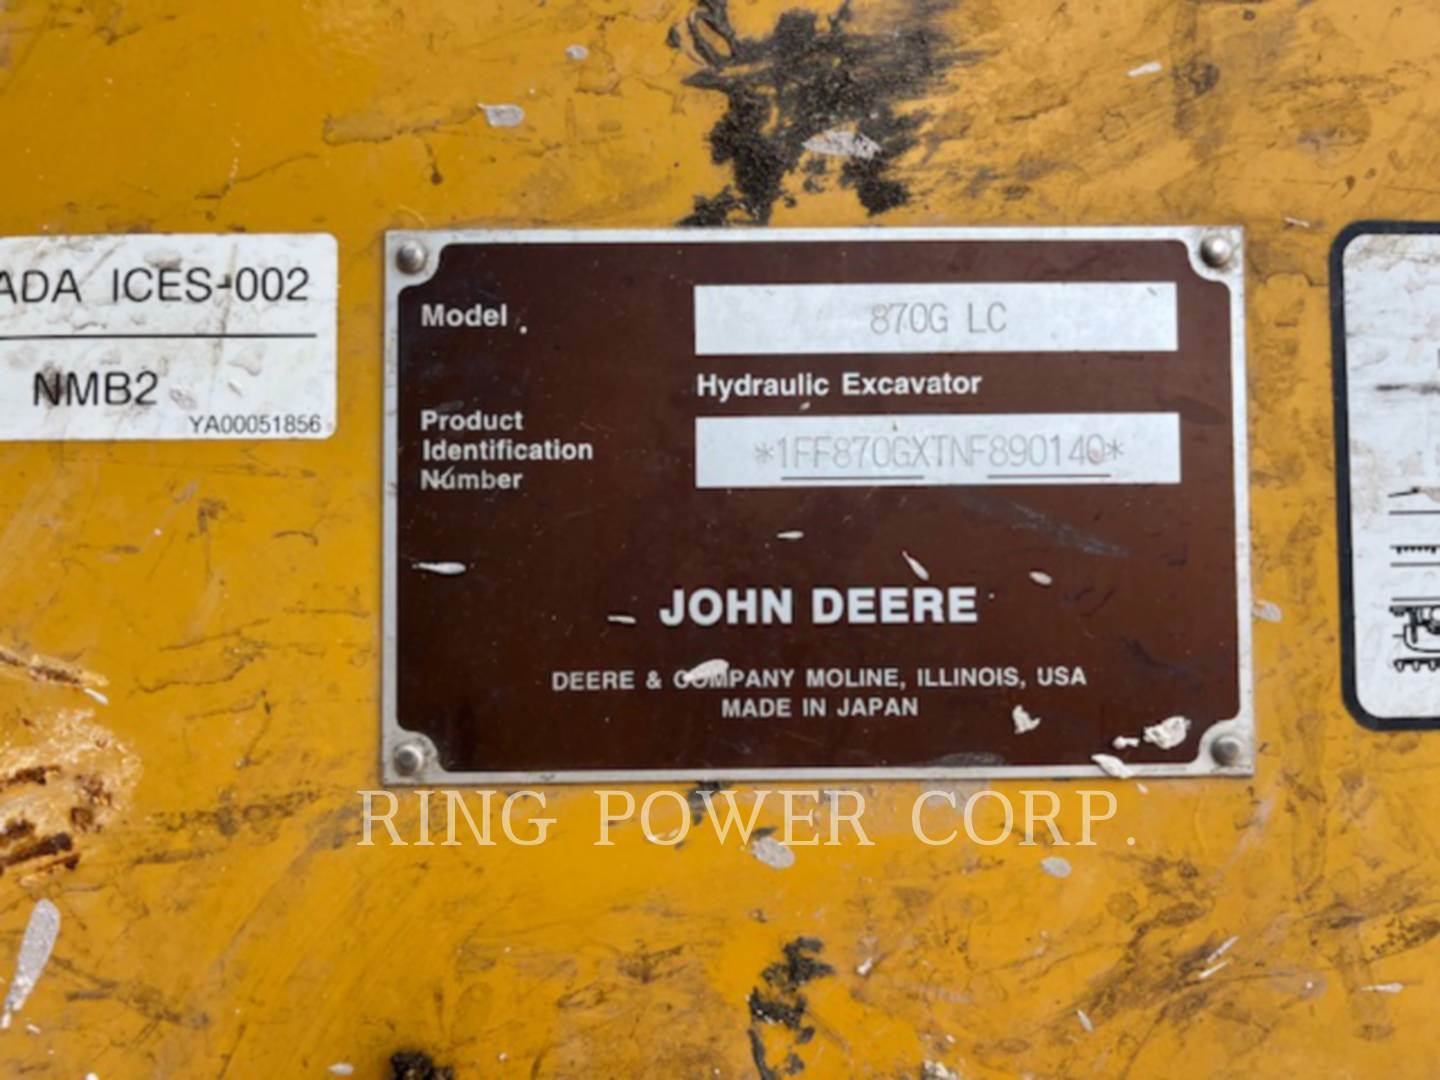 ADA ICES-002
NMB2
YA00051856
Model
870G LC
Hydraulic Excavator
Product
Identification
Number
*1FF870GXTNF890140*
JOHN DEERE
DEERE & COMPANY MOLINE, ILLINOIS, USA
MADE IN JAPAN
RING POWER CORP.